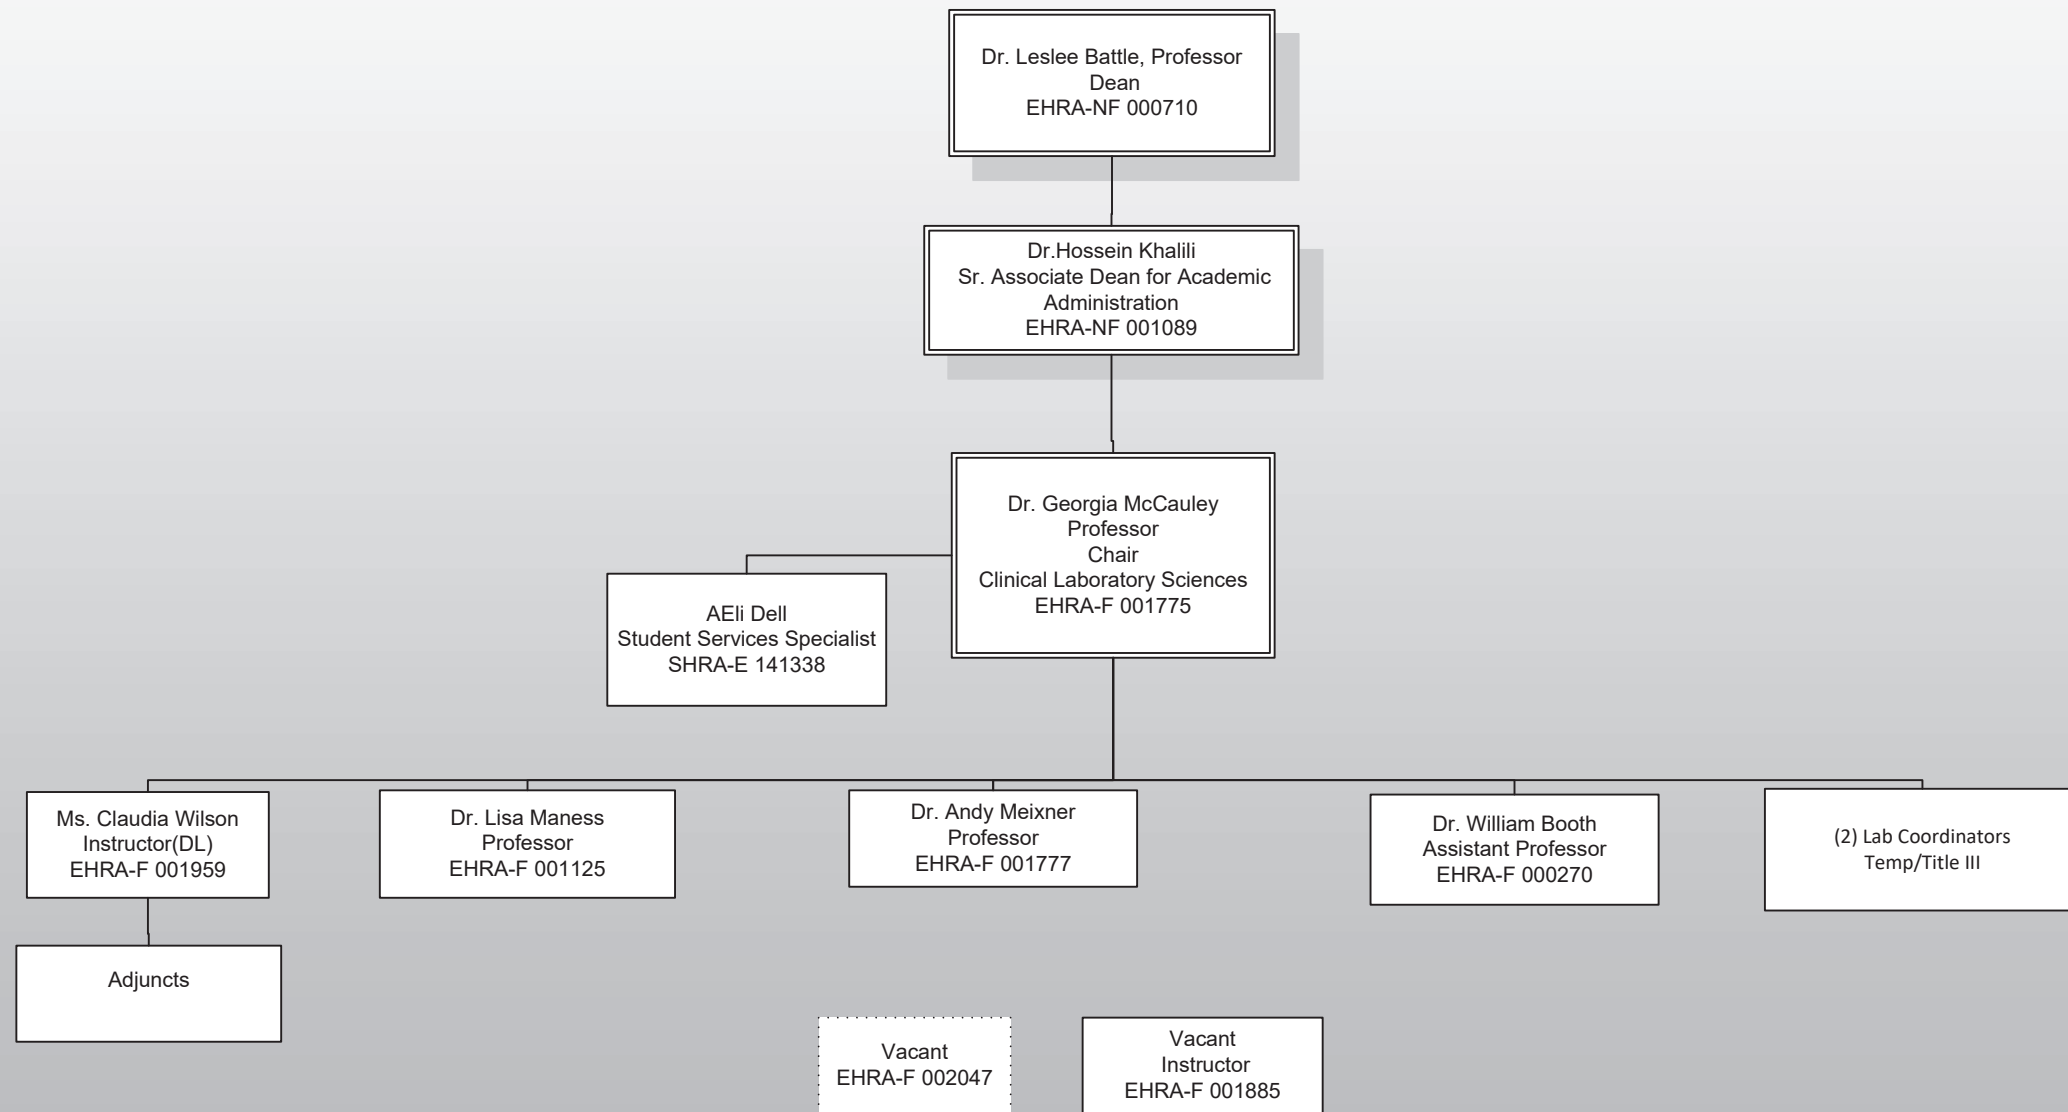 Dr. Leslee Battle, Professor
Dean
EHRA-NF 000710
Dr.Hossein Khalili
Sr. Associate Dean for Academic
Administration
EHRA-NF 001089
Dr. Georgia McCauley
Professor
Chair
Clinical Laboratory Sciences
EHRA-F 001775
AEli Dell
Student Services Specialist
SHRA-E 141338
Ms. Claudia Wilson
Instructor(DL)
EHRA-F 001959
Dr. Lisa Maness
Professor
EHRA-F 001125
Dr. Andy Meixner
Professor
EHRA-F 001777
Dr. William Booth
Assistant Professor
EHRA-F 000270
(2) Lab Coordinators
Temp/Title III
Adjuncts
Vacant
EHRA-F 002047
Vacant
Instructor
EHRA-F 001885